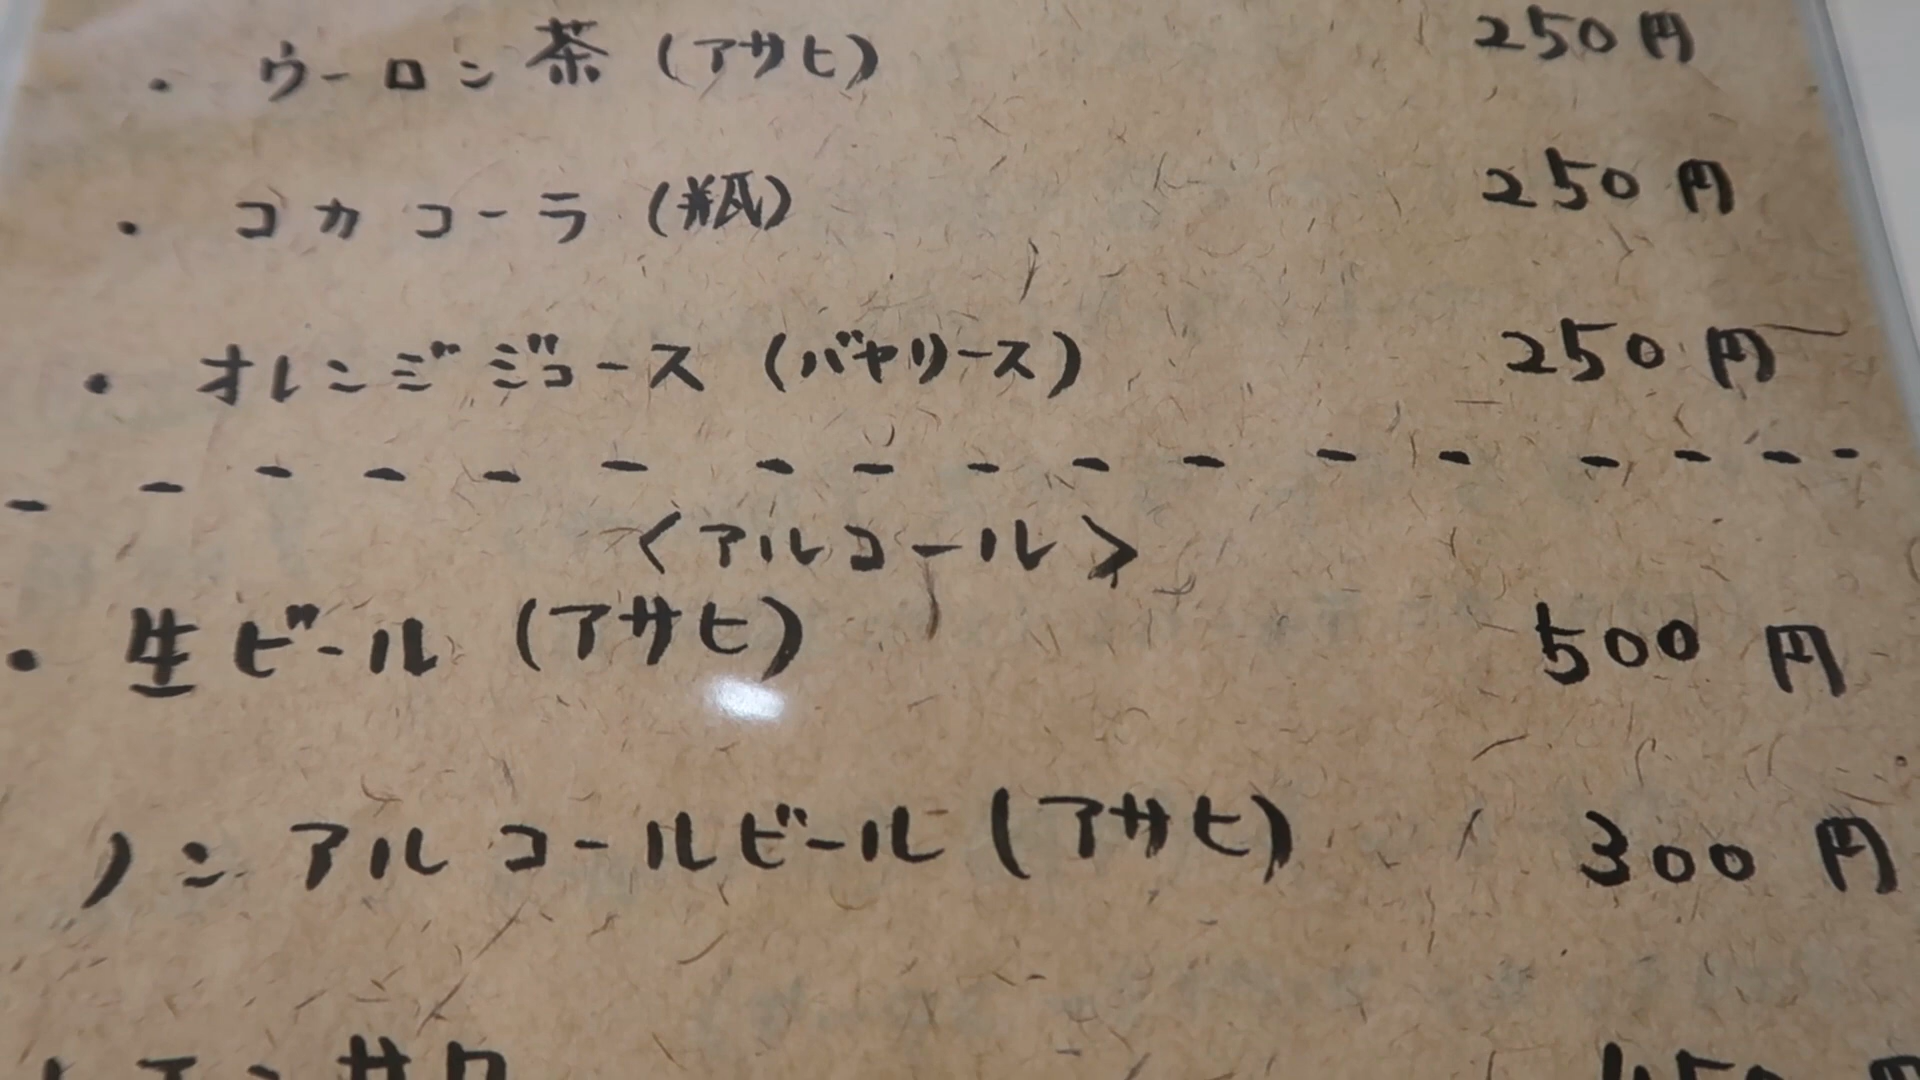 ・ウーロン茶（アサヒ） 250円
・コカコーラ（瓶） 250円
・オレンジジュース（バヤリース） 250円
＜アルコール＞
・生ビール（アサヒ） 500円
ノンアルコールビール（アサヒ） 300円